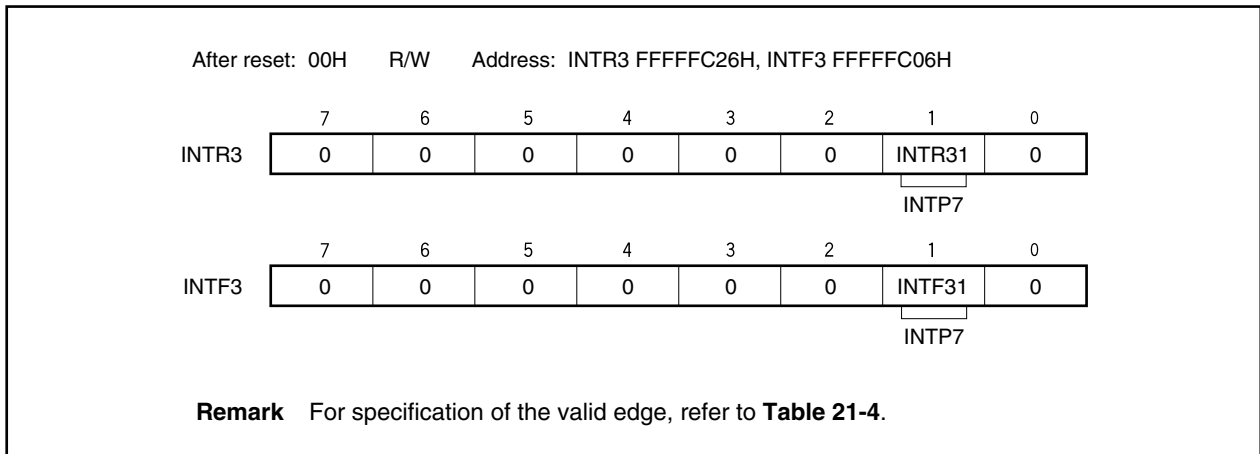 After reset: 00H R/W Address: INTR3 FFFFFC26H, INTF3 FFFFFC06H
7 6 5 4 3 2 1 0
INTR3 0 0 0 0 0 0 INTR31 0
INTP7
7 6 5 4 3 2 1 0
INTF3 0 0 0 0 0 0 INTF31 0
INTP7
Remark For specification of the valid edge, refer to Table 21-4.